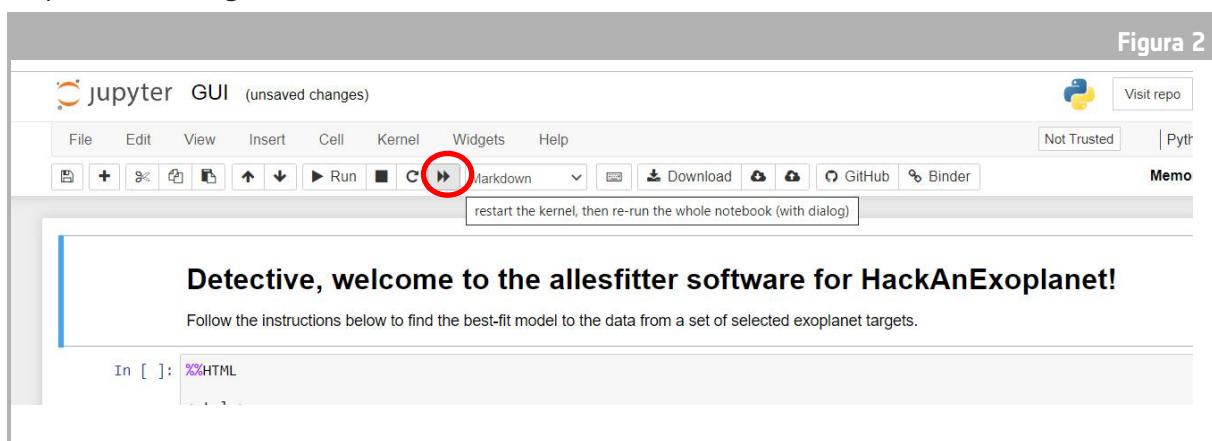 Figura 2
jupyter GUI (unsaved changes) Visit repo
File Edit View Insert Cell Kernel Widgets Help Not Trusted
Run Markdown Download GitHub Binder
restart the kernel, then re-run the whole notebook (with dialog)
Detective, welcome to the allesfitter software for HackAnExoplanet!
Follow the instructions below to find the best-fit model to the data from a set of selected exoplanet targets.
In [ ]: %%HTML